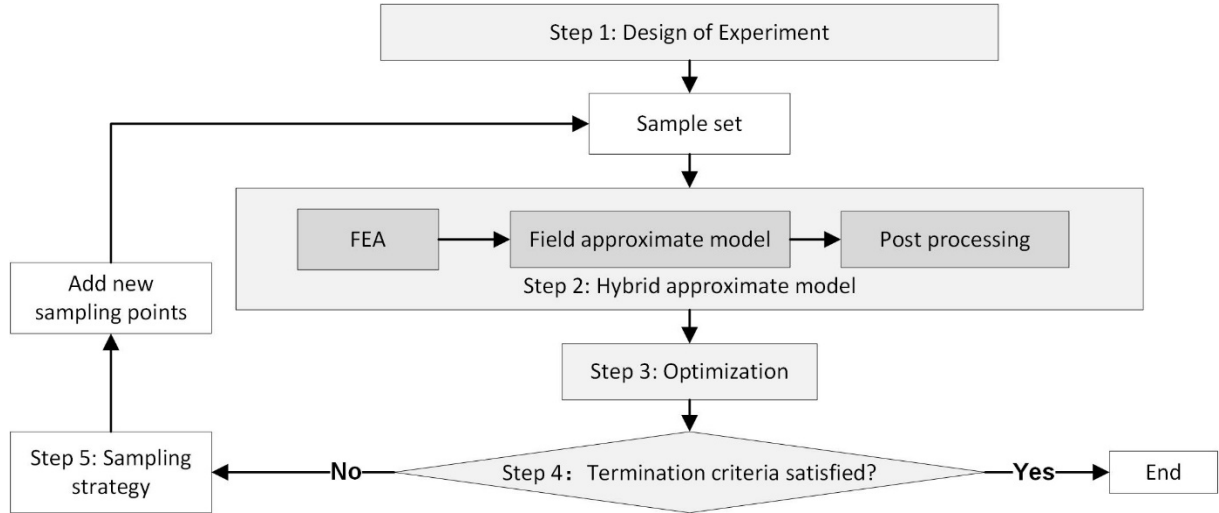 Step 1: Design of Experiment
Sample set
FEA
Field approximate model
Post processing
Step 2: Hybrid approximate model
Add new
sampling points
Step 3: Optimization
Step 4：Termination criteria satisfied?
No
Yes
Step 5: Sampling
strategy
End